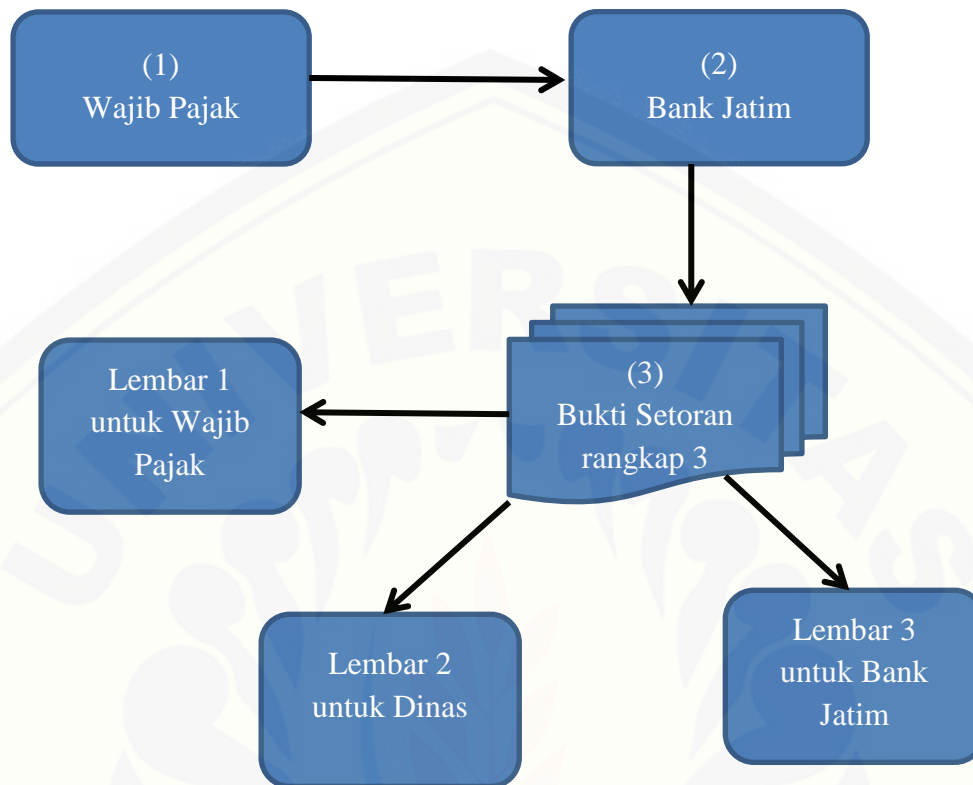 (1)
Wajib Pajak
(2)
Bank Jatim
(3)
Bukti Setoran
rangkap 3
Lembar 1
untuk Wajib
Pajak
Lembar 2
untuk Dinas
Lembar 3
untuk Bank
Jatim
UNIVERSITAS